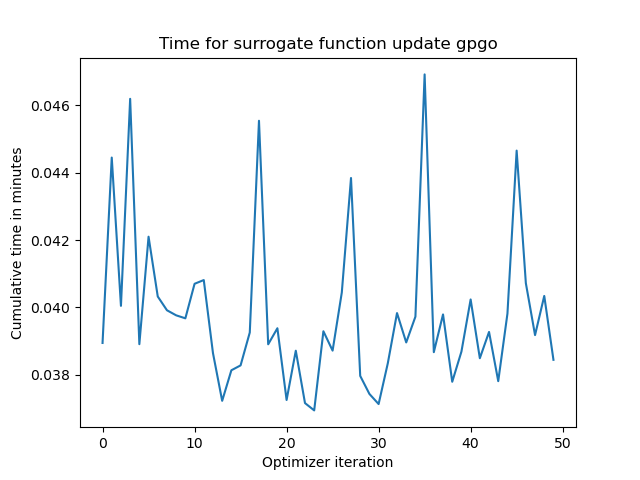 Time for surrogate function update gpgo
Cumulative time in minutes
0.046
0.044
0.042
0.040
0.038
0 10 20 30 40 50
Optimizer iteration